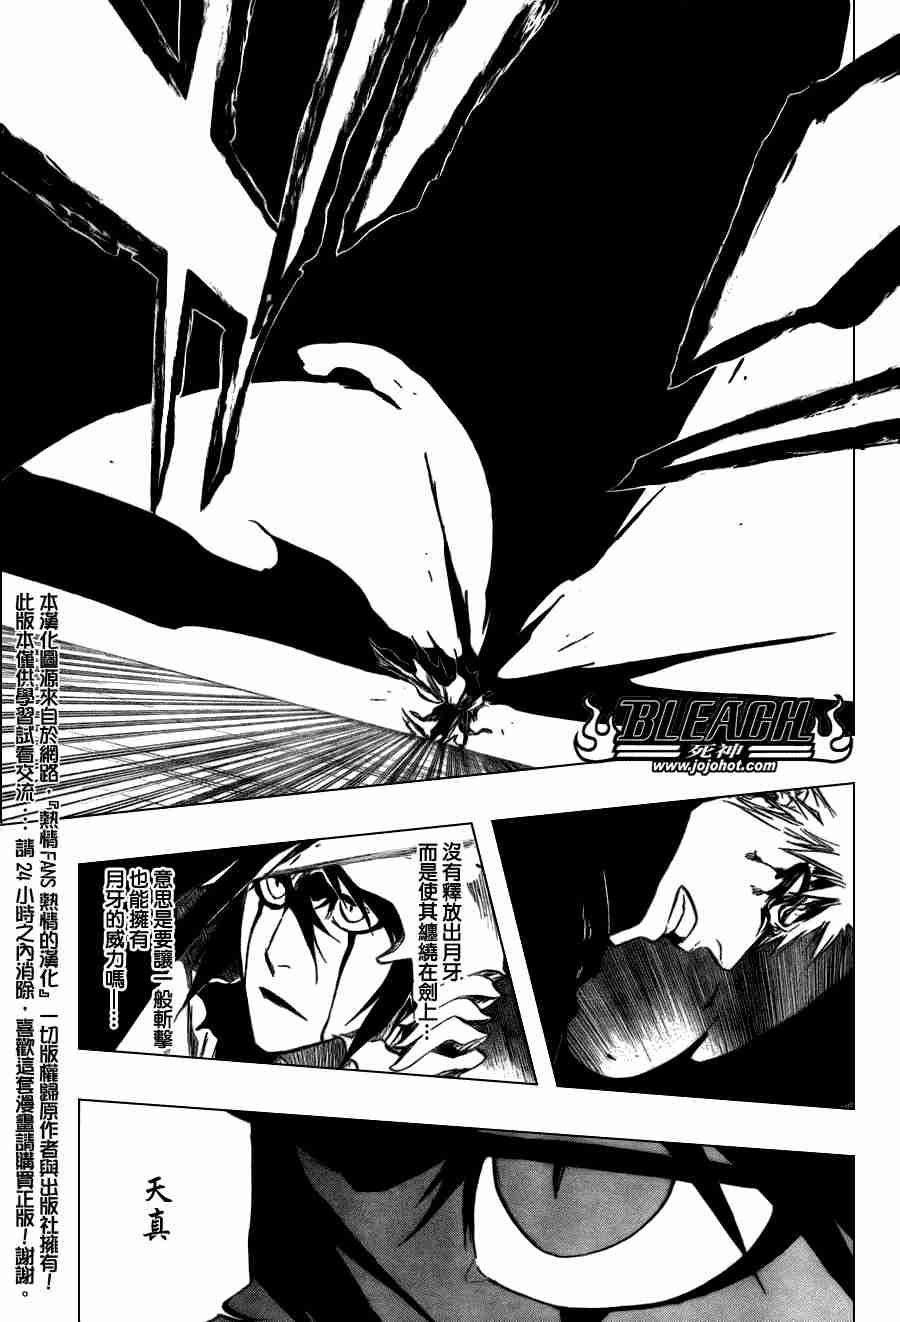 BLEACH
死神
www.jojohot.com
沒有釋放出月牙
而是使其纏繞在劍上…
意思是要讓一般斬擊
也能擁有
月牙的威力嗎─…
天真
本漢化圖源來自於網路，『熱情FANS熱情的漢化』一切版權歸原作者與出版社擁有！
此版本僅供學習試看交流…請24小時之內消除，喜歡這套漫畫請購買正版！謝謝。